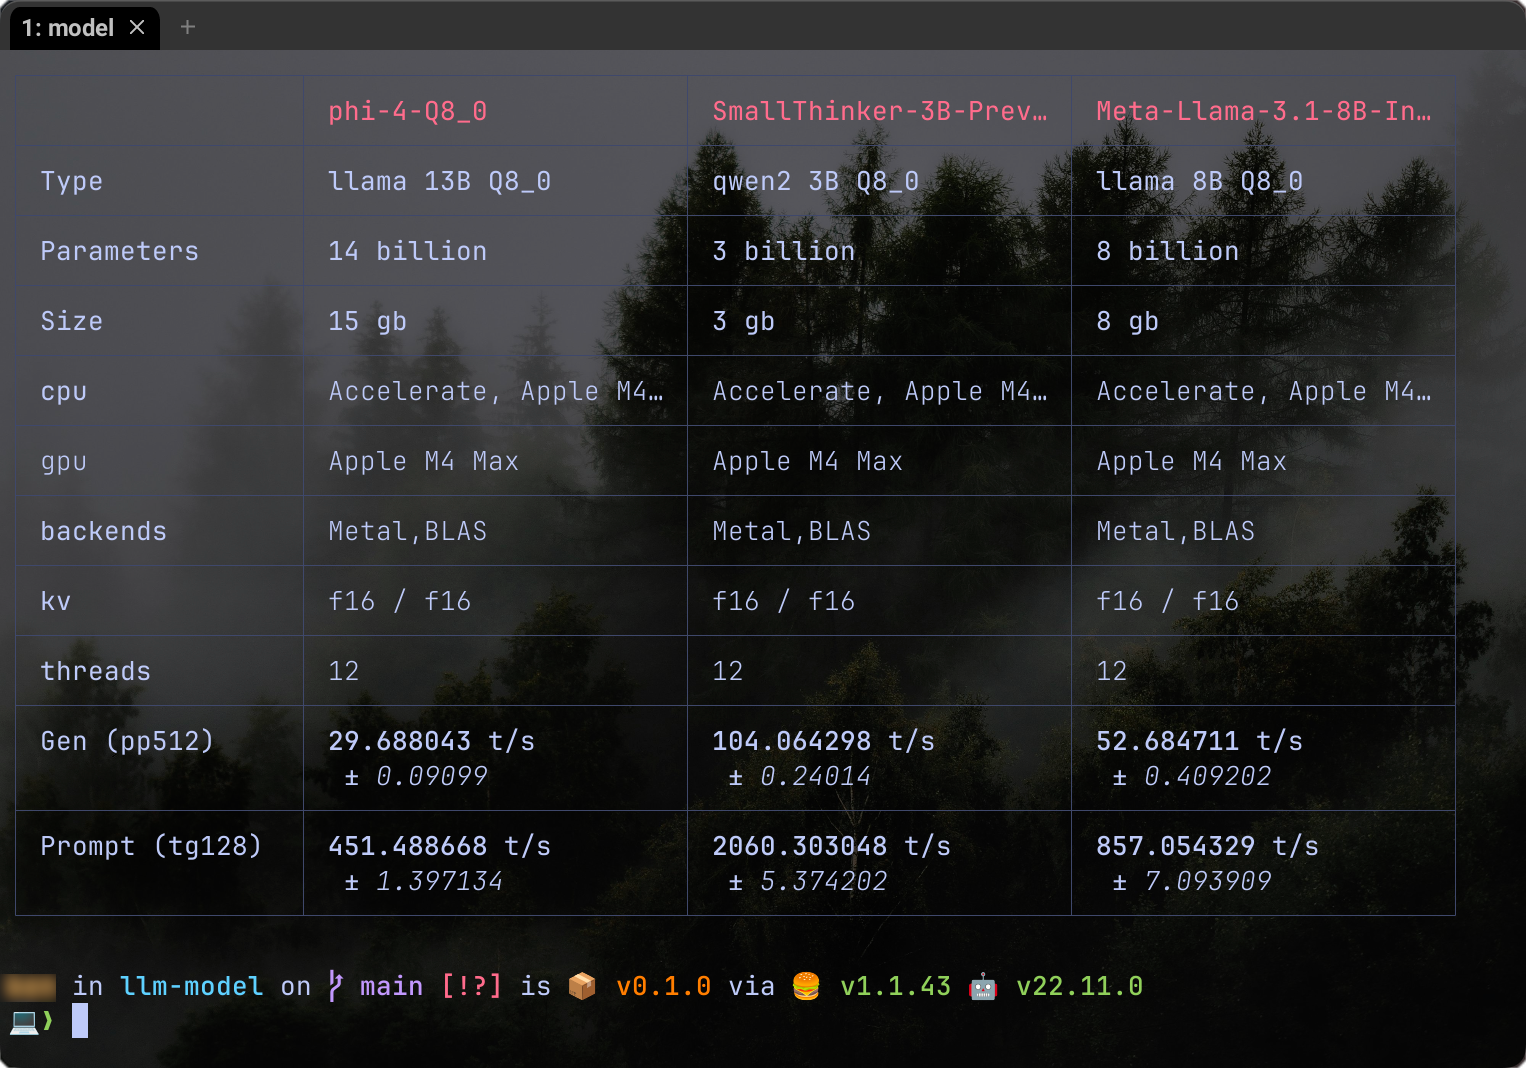 1: model × +
phi-4-Q8_0 SmallThinker-3B-Prev… Meta-Llama-3.1-8B-In…
Type llama 13B Q8_0 qwen2 3B Q8_0 llama 8B Q8_0
Parameters 14 billion 3 billion 8 billion
Size 15 gb 3 gb 8 gb
cpu Accelerate, Apple M4… Accelerate, Apple M4… Accelerate, Apple M4…
gpu Apple M4 Max Apple M4 Max Apple M4 Max
backends Metal,BLAS Metal,BLAS Metal,BLAS
kv f16 / f16 f16 / f16 f16 / f16
threads 12 12 12
Gen (pp512) 29.688043 t/s 104.064298 t/s 52.684711 t/s
± 0.09099 ± 0.24014 ± 0.409202
Prompt (tg128) 451.488668 t/s 2060.303048 t/s 857.054329 t/s
± 1.397134 ± 5.374202 ± 7.093909
in llm-model on main [!?] is 📦 v0.1.0 via 🍔 v1.1.43 🤖 v22.11.0
💻❯